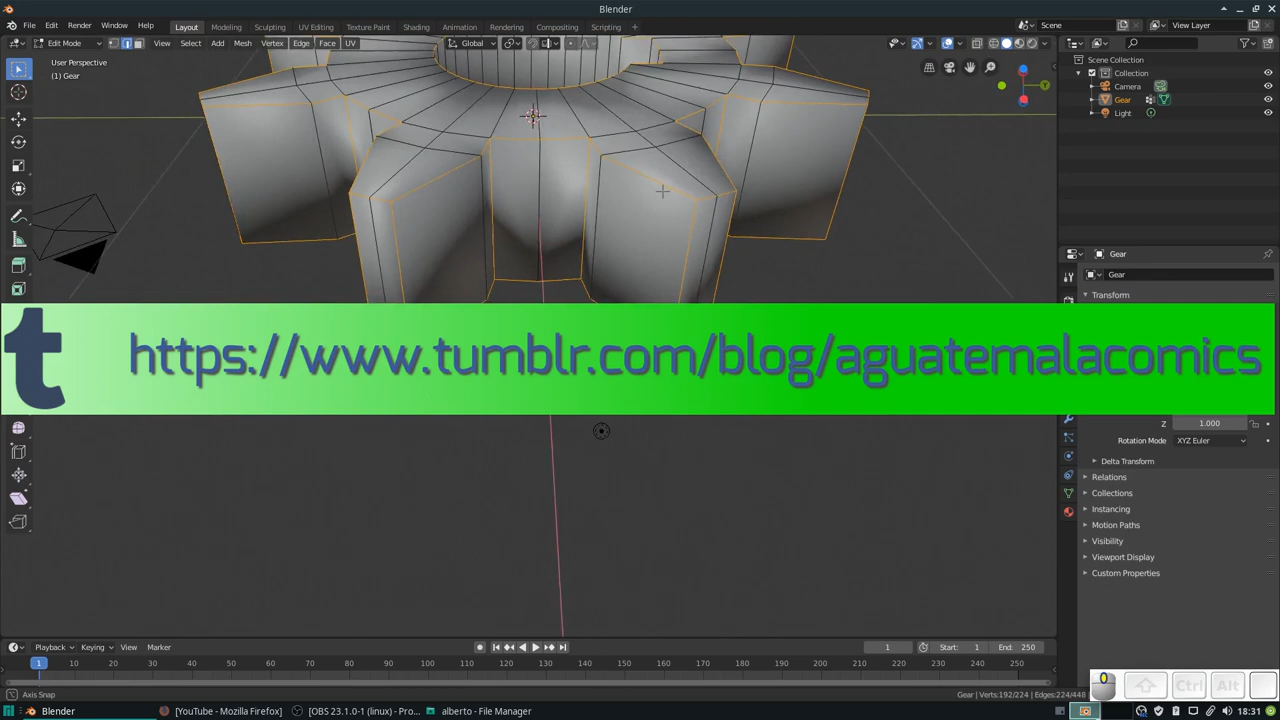 Blender
File Edit Render Window Help Layout Modeling Sculpting UV Editing Texture Paint Shading Animation Rendering Compositing Scripting + Scene View Layer
Edit Mode View Select Add Mesh Vertex Edge Face UV Global
User Perspective
(1) Gear
Scene Collection
Collection
Camera
Gear
Light
Y
Gear
Gear
Transform
t https://www.tumblr.com/blog/aguatemalacomics
Z 1.000
Rotation Mode XYZ Euler
Delta Transform
Relations
Collections
Instancing
Motion Paths
Visibility
Viewport Display
Custom Properties
Playback Keying View Marker 1 Start: 1 End: 250
1 10 20 30 40 50 60 70 80 90 100 110 120 130 140 150 160 170 180 190 200 210 220 230 240 250
Axis Snap Gear | Verts:192/224 | Edges:224/448
Ctrl Alt
Blender [YouTube - Mozilla Firefox] [OBS 23.1.0-1 (linux) - Pro... alberto - File Manager 18:31